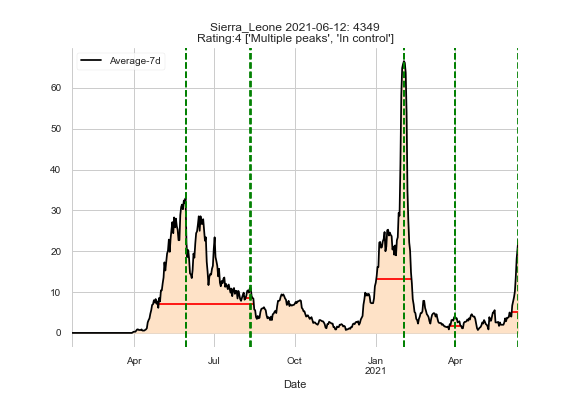 Sierra_Leone 2021-06-12: 4349
Rating:4 ['Multiple peaks', 'In control']
Average-7d
60
50
40
30
20
10
0
Apr
Jul
Oct
Jan
2021
Apr
Date